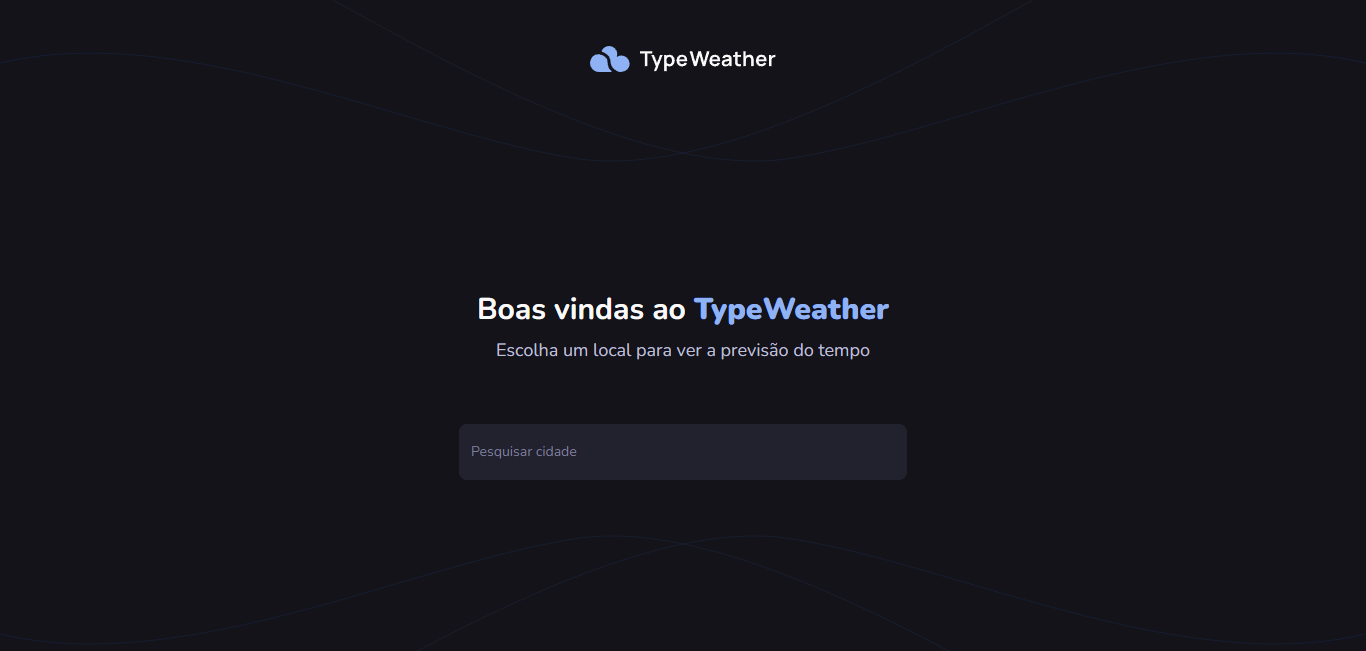 TypeWeather
Boas vindas ao TypeWeather
Escolha um local para ver a previsão do tempo
Pesquisar cidade